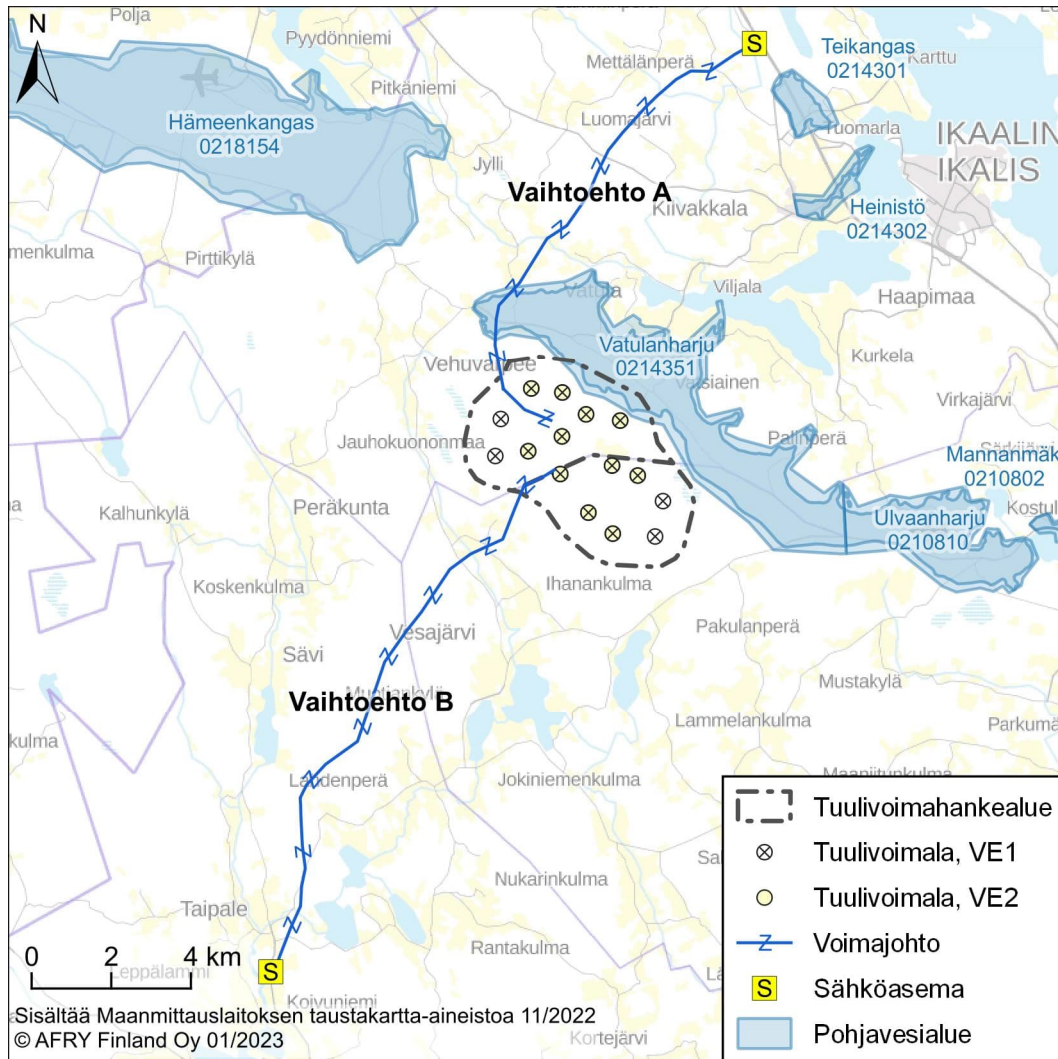 N
Polja
Pyydönniemi
Pitkäniemi
Mettälänperä
S
Teikangas
0214301
Karttu
Hämeenkangas
0218154
Luomajärvi
Tuomarla
IKAALIN
IKALIS
Jylli
Vaihtoehto A
Kiivakkala
Heinistö
0214302
menkulma
Pirttikylä
Vatula
Viljala
Haapimaa
Vatulanharju
0214351
Kurkela
Virkajärvi
Jauhokuononmaa
Palinperä
Mannanmäk
0210802
Peräkunta
Kalhunkylä
Ulvaanharju
0210810
Kostul
Koskenkulma
Ihanankulma
Vesajärvi
Pakulanperä
Sävi
Mustakylä
Vaihtoehto B
Lammelankulma
Parkumä
kulma
Jokiniemenkulma
Maaniitunkulma
Nukarinkulma
Taipale
Rantakulma
0 2 4 km
Leppälammi
S
Koivuniemi
Kortejärvi
Sisältää Maanmittauslaitoksen taustakartta-aineistoa 11/2022
© AFRY Finland Oy 01/2023
Tuulivoimahankealue
Tuulivoimala, VE1
Tuulivoimala, VE2
Voimajohto
S Sähköasema
Pohjavesialue